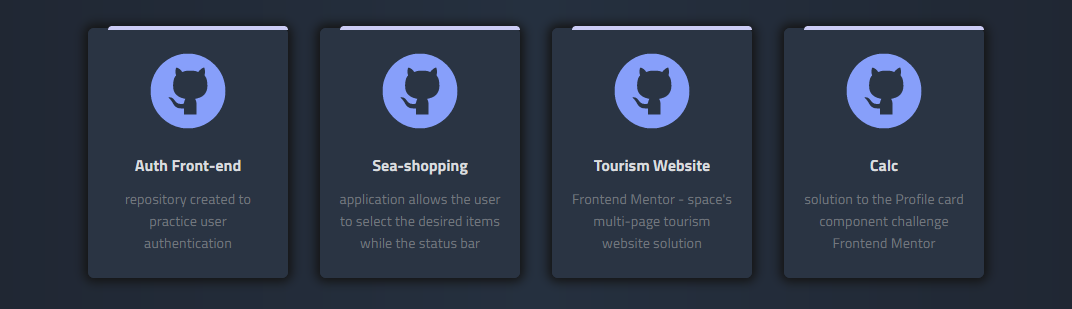 Auth Front-end
repository created to
practice user
authentication
Sea-shopping
application allows the user
to select the desired items
while the status bar
Tourism Website
Frontend Mentor - space's
multi-page tourism
website solution
Calc
solution to the Profile card
component challenge
Frontend Mentor